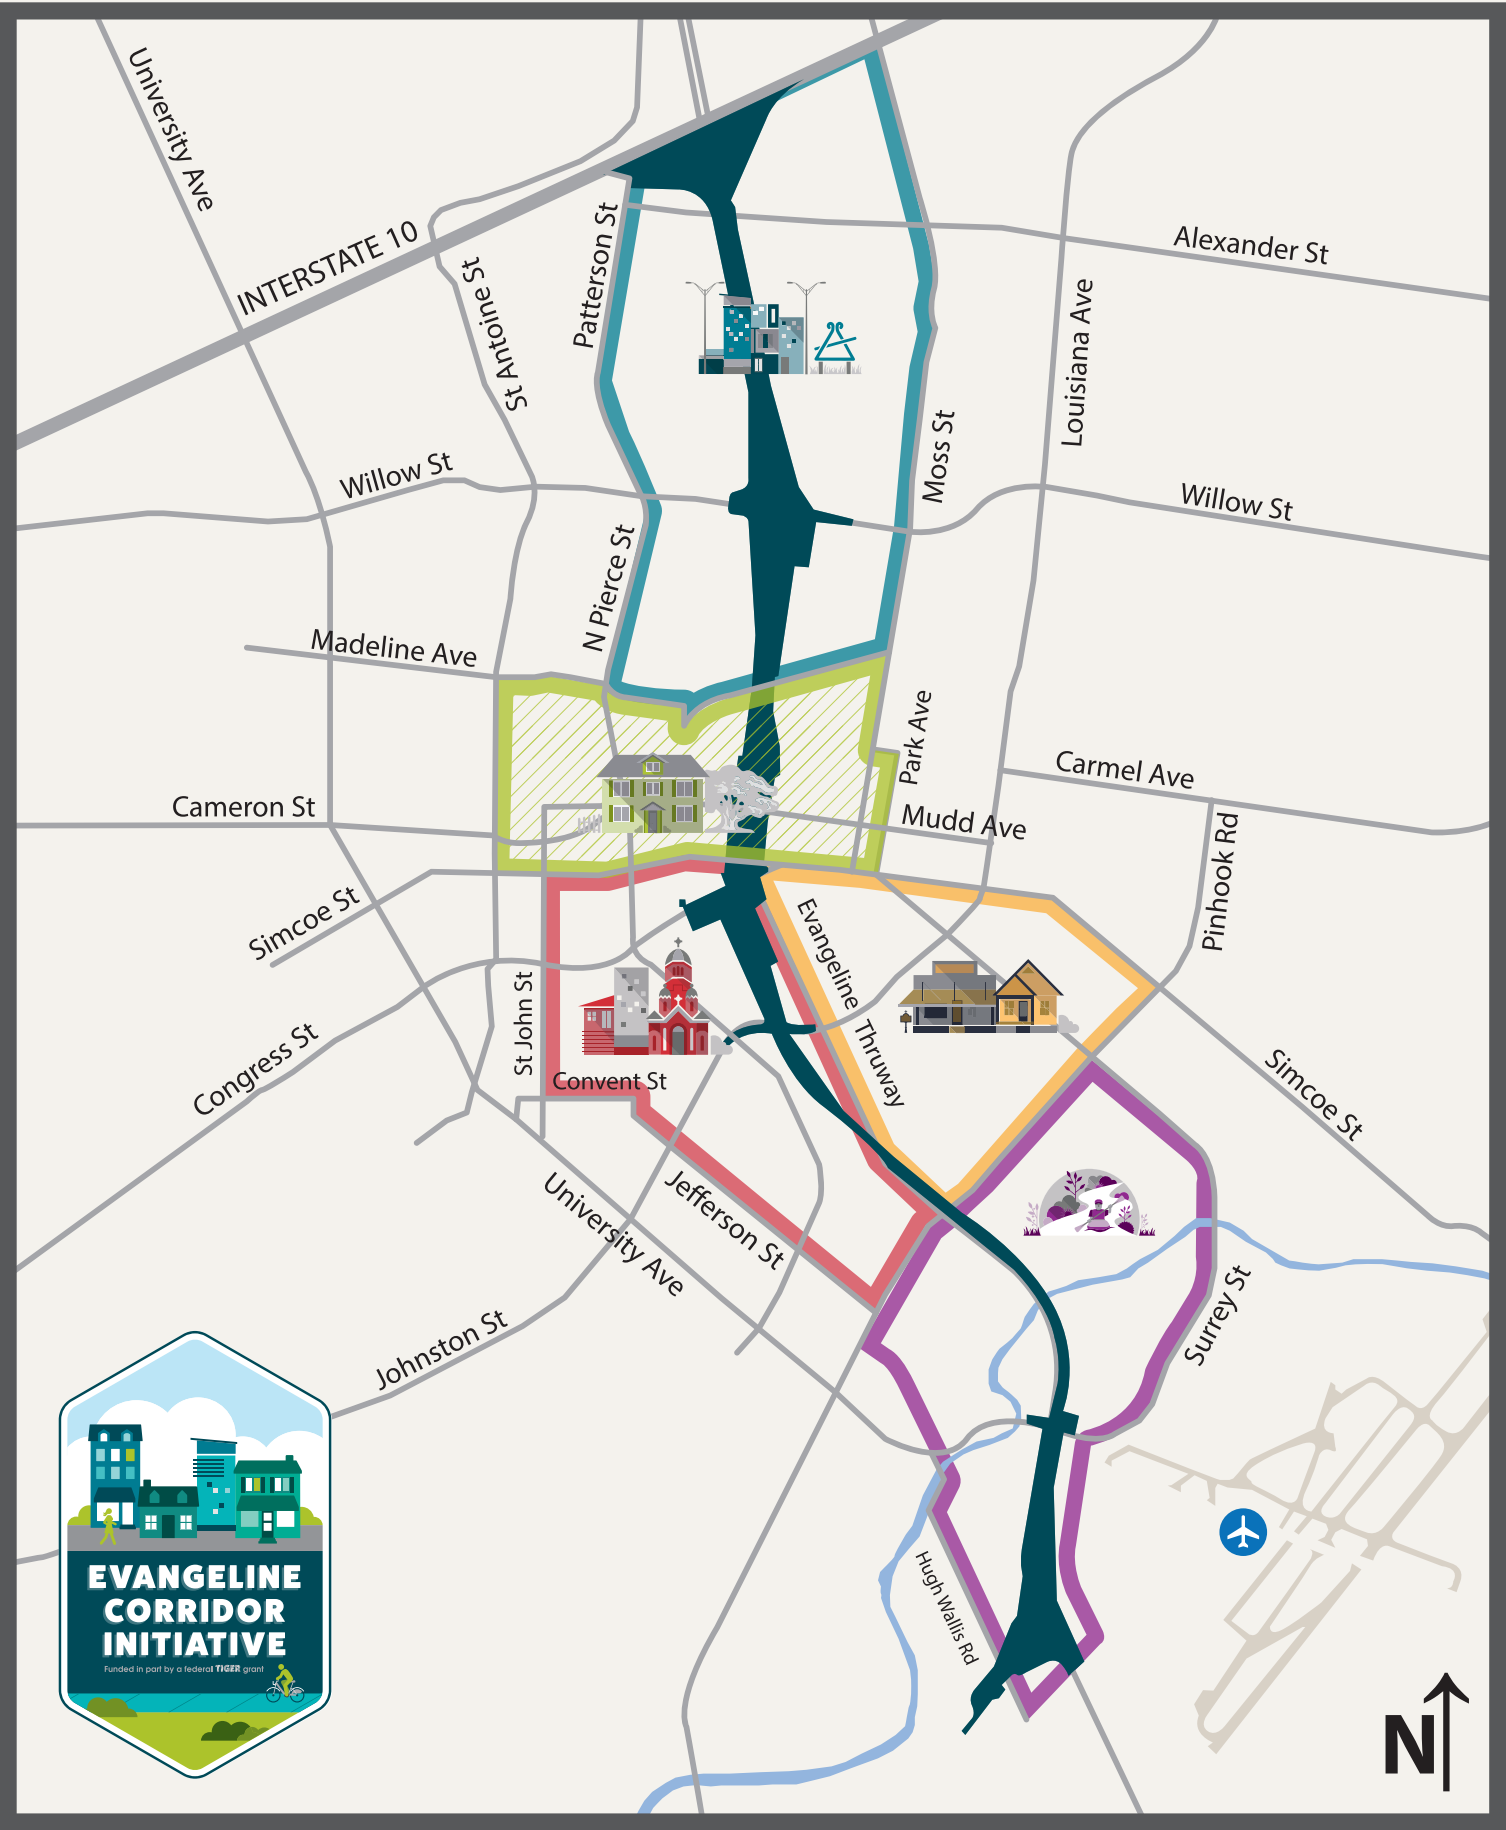 University Ave
INTERSTATE 10
St Antoine St
Patterson St
Alexander St
Louisiana Ave
Moss St
Willow St
Willow St
N Pierce St
Madeline Ave
Park Ave
Carmel Ave
Cameron St
Mudd Ave
Pinhook Rd
Simcoe St
Evangeline Thruway
St John St
Congress St
Convent St
Simcoe St
Jefferson St
University Ave
Surrey St
Johnston St
Hugh Wallis Rd
EVANGELINE
CORRIDOR
INITIATIVE
Funded in part by a federal TIGER grant
N